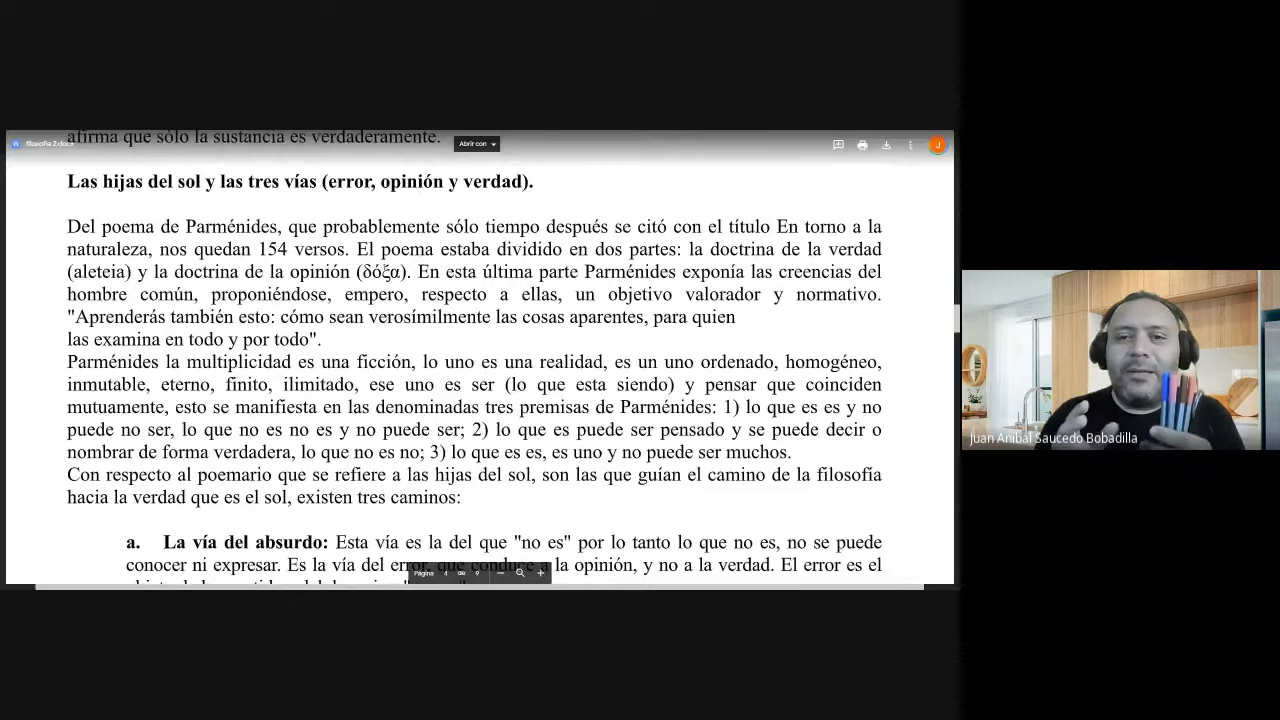 afirma que sólo la sustancia es verdaderamente.
filosofia 2.docx
Abrir con
J
Las hijas del sol y las tres vías (error, opinión y verdad).
Del poema de Parménides, que probablemente sólo tiempo después se citó con el título En torno a la
naturaleza, nos quedan 154 versos. El poema estaba dividido en dos partes: la doctrina de la verdad
(aleteia) y la doctrina de la opinión (δόξα). En esta última parte Parménides exponía las creencias del
hombre común, proponiéndose, empero, respecto a ellas, un objetivo valorador y normativo.
"Aprenderás también esto: cómo sean verosímilmente las cosas aparentes, para quien
las examina en todo y por todo".
Parménides la multiplicidad es una ficción, lo uno es una realidad, es un uno ordenado, homogéneo,
inmutable, eterno, finito, ilimitado, ese uno es ser (lo que esta siendo) y pensar que coinciden
mutuamente, esto se manifiesta en las denominadas tres premisas de Parménides: 1) lo que es es y no
puede no ser, lo que no es no es y no puede ser; 2) lo que es puede ser pensado y se puede decir o
nombrar de forma verdadera, lo que no es no; 3) lo que es es, es uno y no puede ser muchos.
Con respecto al poemario que se refiere a las hijas del sol, son las que guían el camino de la filosofía
hacia la verdad que es el sol, existen tres caminos:
a. La vía del absurdo: Esta vía es la del que "no es" por lo tanto lo que no es, no se puede
conocer ni expresar. Es la vía del error, que conduce a la opinión, y no a la verdad. El error es el
Página 4 de 9
Juan Anibal Saucedo Bobadilla